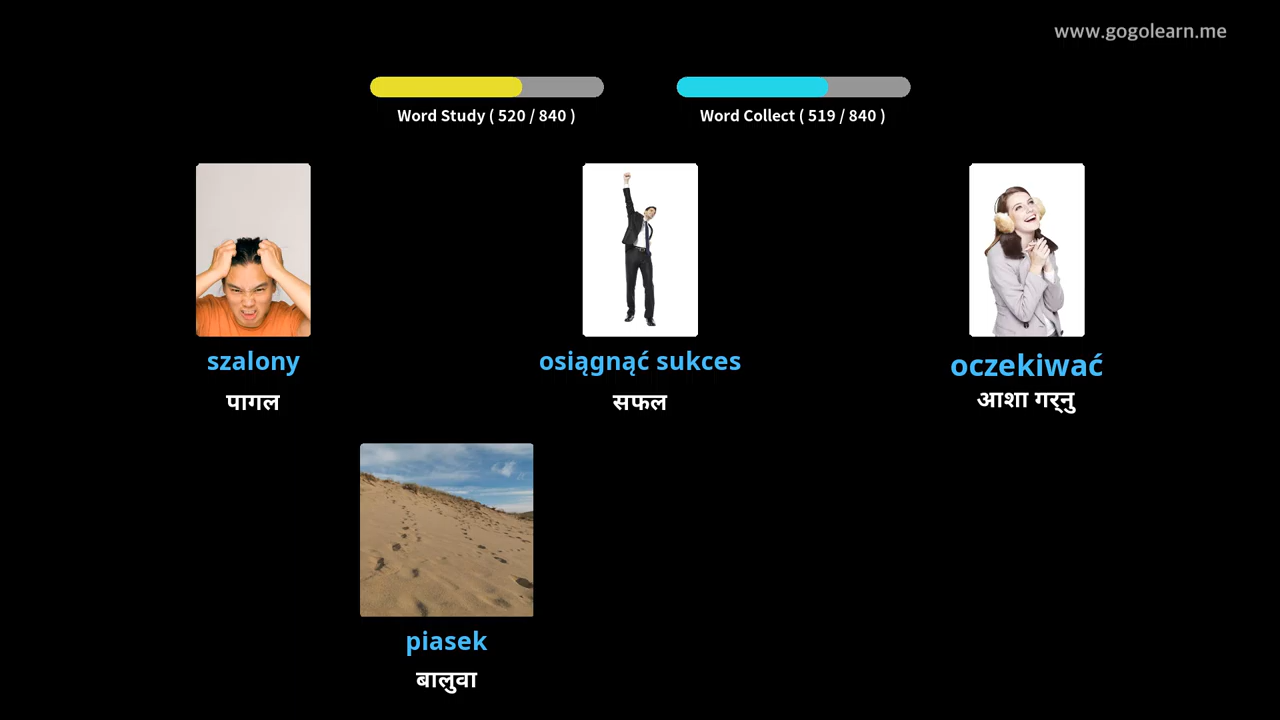 www.gogolearn.me
Word Study ( 520 / 840 )
Word Collect ( 519 / 840 )
szalony
osiągnąć sukces
oczekiwać
पागल
सफल
आशा गर्नु
piasek
बालुवा